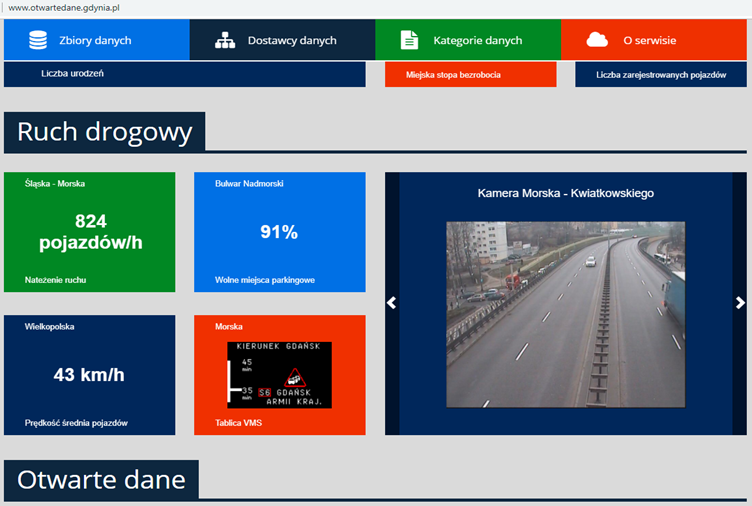 www.otwartedane.gdynia.pl
Zbiory danych
Dostawcy danych
Kategorie danych
O serwisie
Liczba urodzeń
Miejska stopa bezrobocia
Liczba zarejestrowanych pojazdów
Ruch drogowy
Śląska - Morska
824
pojazdów/h
Natężenie ruchu
Bulwar Nadmorski
91%
Wolne miejsca parkingowe
Wielkopolska
43 km/h
Prędkość średnia pojazdów
Morska
KIERUNEK GDAŃSK
45
min
35
min
S6 GDAŃSK
ARMII KRAJ.
Tablica VMS
Kamera Morska - Kwiatkowskiego
Otwarte dane